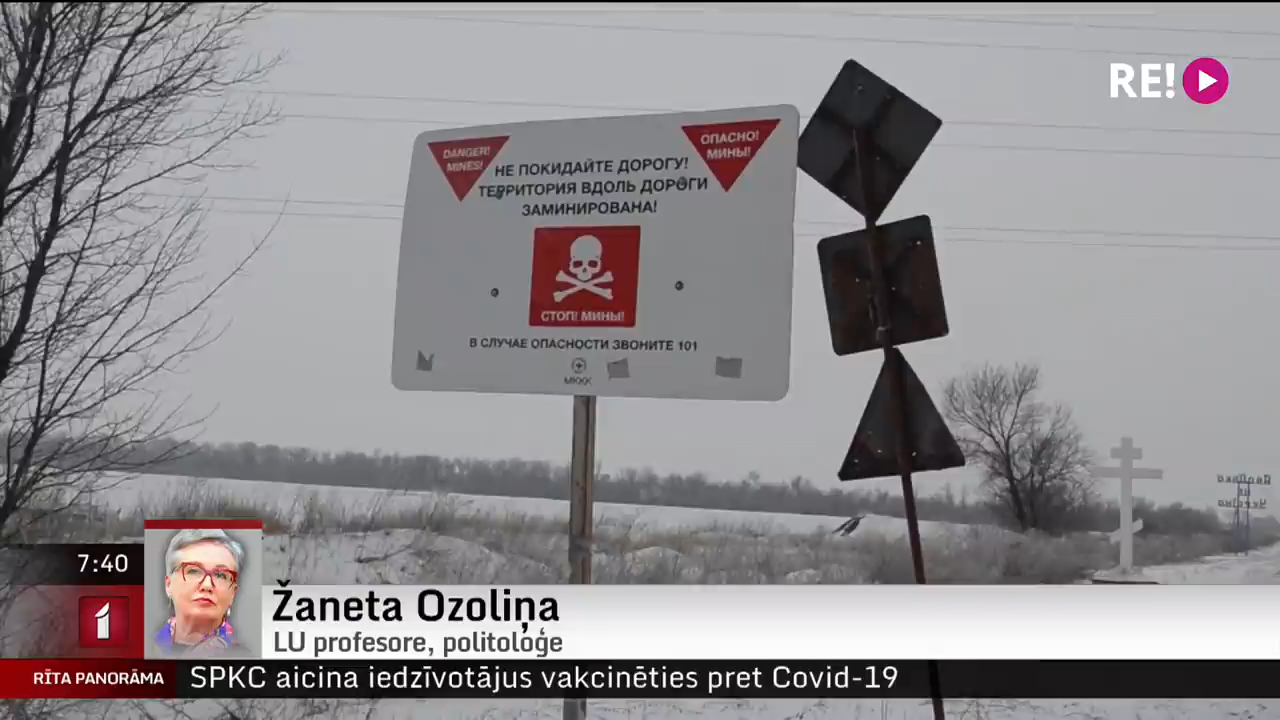 RE!
DANGER!
MINES!
ОПАСНО!
МИНЫ!
НЕ ПОКИДАЙТЕ ДОРОГУ!
ТЕРРИТОРИЯ ВДОЛЬ ДОРОГИ
ЗАМИНИРОВАНА!
СТОП! МИНЫ!
В СЛУЧАЕ ОПАСНОСТИ ЗВОНИТЕ 101
МККК
7:40
1
Žaneta Ozoliņa
LU profesore, politoloģe
RĪTA PANORĀMA
SPKC aicina iedzīvotājus vakcinēties pret Covid-19